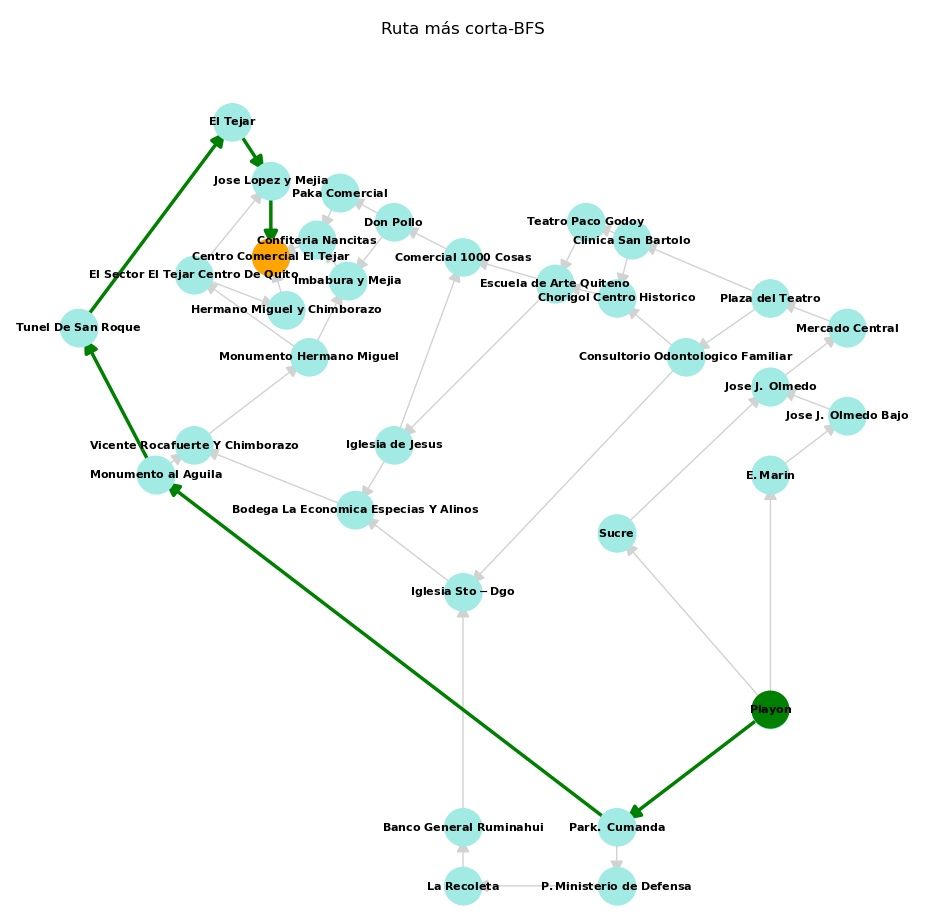 Ruta más corta-BFS
El Tejar
Jose Lopez y Mejia
Paka Comercial
Don Pollo
Teatro Paco Godoy
Confiteria Nancitas
Clinica San Bartolo
Centro Comercial El Tejar
Comercial 1000 Cosas
El Sector El Tejar Centro De Quito
Imbabura y Mejia
Escuela de Arte Quiteno
Chorigol Centro Historico
Plaza del Teatro
Hermano Miguel y Chimborazo
Tunel De San Roque
Mercado Central
Monumento Hermano Miguel
Consultorio Odontologico Familiar
Jose J. Olmedo
Jose J. Olmedo Bajo
Vicente Rocafuerte Y Chimborazo
Iglesia de Jesus
Monumento al Aguila
E.Marin
Bodega La Economica Especias Y Alinos
Sucre
Iglesia Sto-Dgo
Playon
Banco General Ruminahui
Park. Cumanda
La Recoleta
P.Ministerio de Defensa